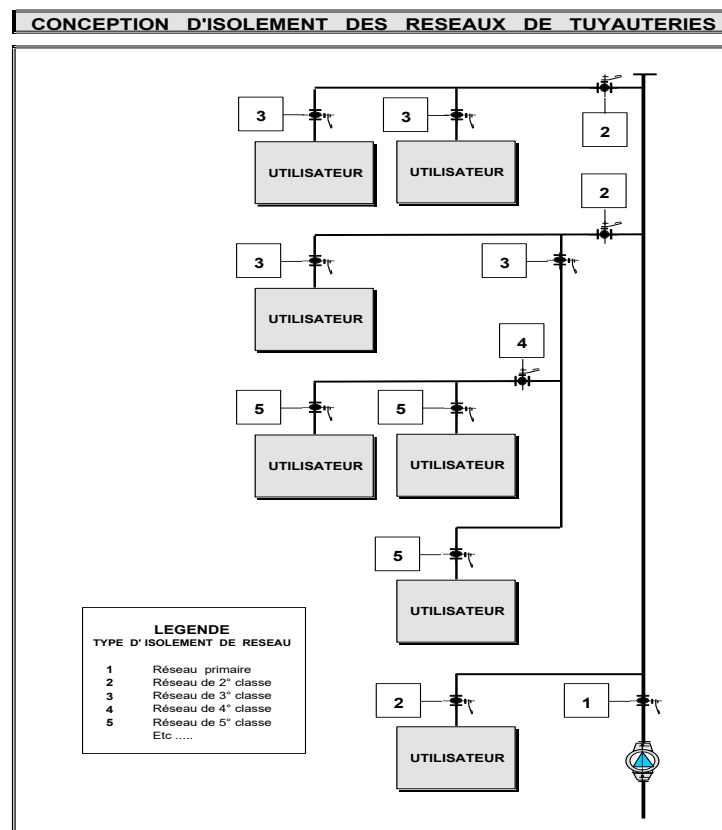 CONCEPTION D'ISOLEMENT DES RESEAUX DE TUYAUTERIES
3
3
2
UTILISATEUR
UTILISATEUR
2
3
3
UTILISATEUR
4
5
5
UTILISATEUR
UTILISATEUR
5
UTILISATEUR
LEGENDE
TYPE D' ISOLEMENT DE RESEAU
1 Réseau primaire
2 Réseau de 2° classe
3 Réseau de 3° classe
4 Réseau de 4° classe
5 Réseau de 5° classe
Etc .....
2
1
UTILISATEUR